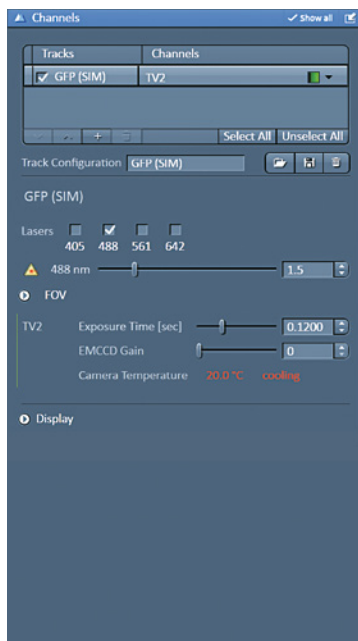 Channels Show all
Tracks Channels
GFP (SIM) TV2
Select All Unselect All
Track Configuration GFP (SIM)
GFP (SIM)
Lasers
405 488 561 642
488 nm 1.5
FOV
TV2 Exposure Time [sec] 0.1200
EMCCD Gain 0
Camera Temperature 20.0 °C cooling
Display